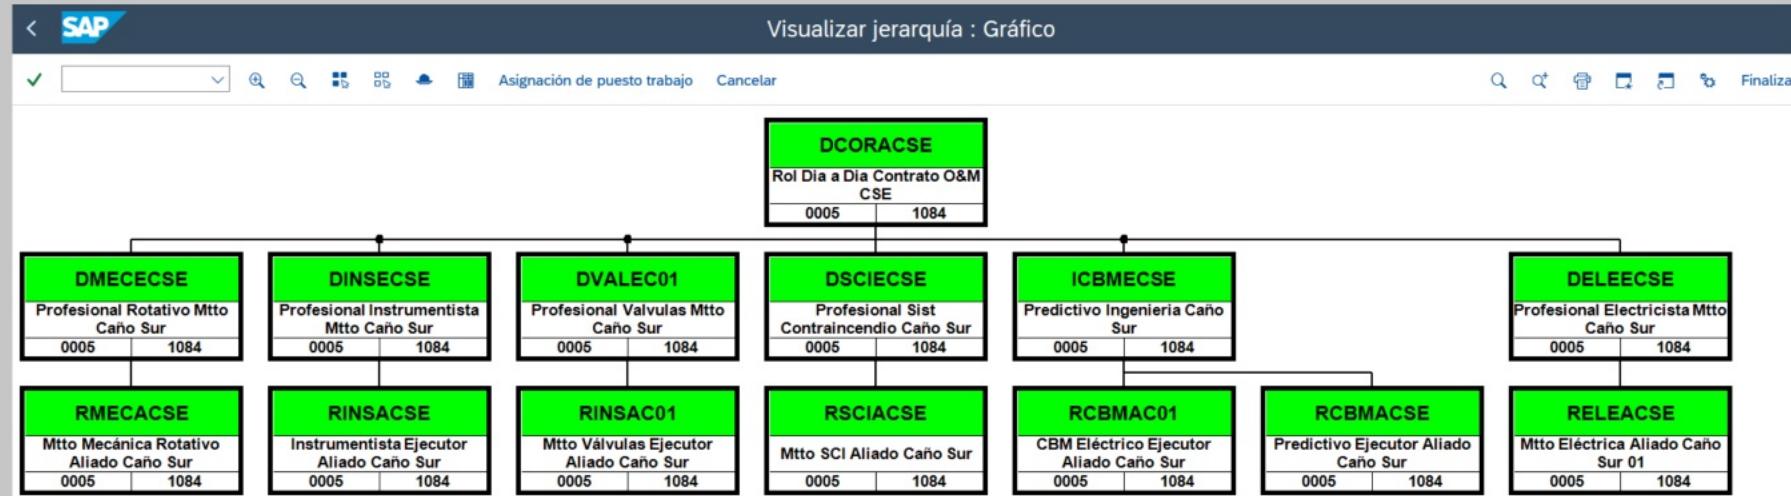 SAP
Visualizar jerarquía : Gráfico
Asignación de puesto trabajo
Cancelar
DCORACSE
Rol Dia a Dia Contrato O&M
CSE
0005 1084
DMECECSE
Profesional Rotativo Mtto
Caño Sur
0005 1084
DINSECSE
Profesional Instrumentista
Mtto Caño Sur
0005 1084
DVALEC01
Profesional Valvulas Mtto
Caño Sur
0005 1084
DSCIECSE
Profesional Sist
Contraincendio Caño Sur
0005 1084
ICBMECSE
Predictivo Ingenieria Caño
Sur
0005 1084
DELEECSE
Profesional Electricista Mtto
Caño Sur
0005 1084
RMECACSE
Mtto Mecánica Rotativo
Aliado Caño Sur
0005 1084
RINSACSE
Instrumentista Ejecutor
Aliado Caño Sur
0005 1084
RINSAC01
Mtto Válvulas Ejecutor
Aliado Caño Sur
0005 1084
RSCIACSE
Mtto SCI Aliado Caño Sur
0005 1084
RCBMAC01
CBM Eléctrico Ejecutor
Aliado Caño Sur
0005 1084
RCBMACSE
Predictivo Ejecutor Aliado
Caño Sur
0005 1084
RELEACSE
Mtto Eléctrica Aliado Caño
Sur 01
0005 1084